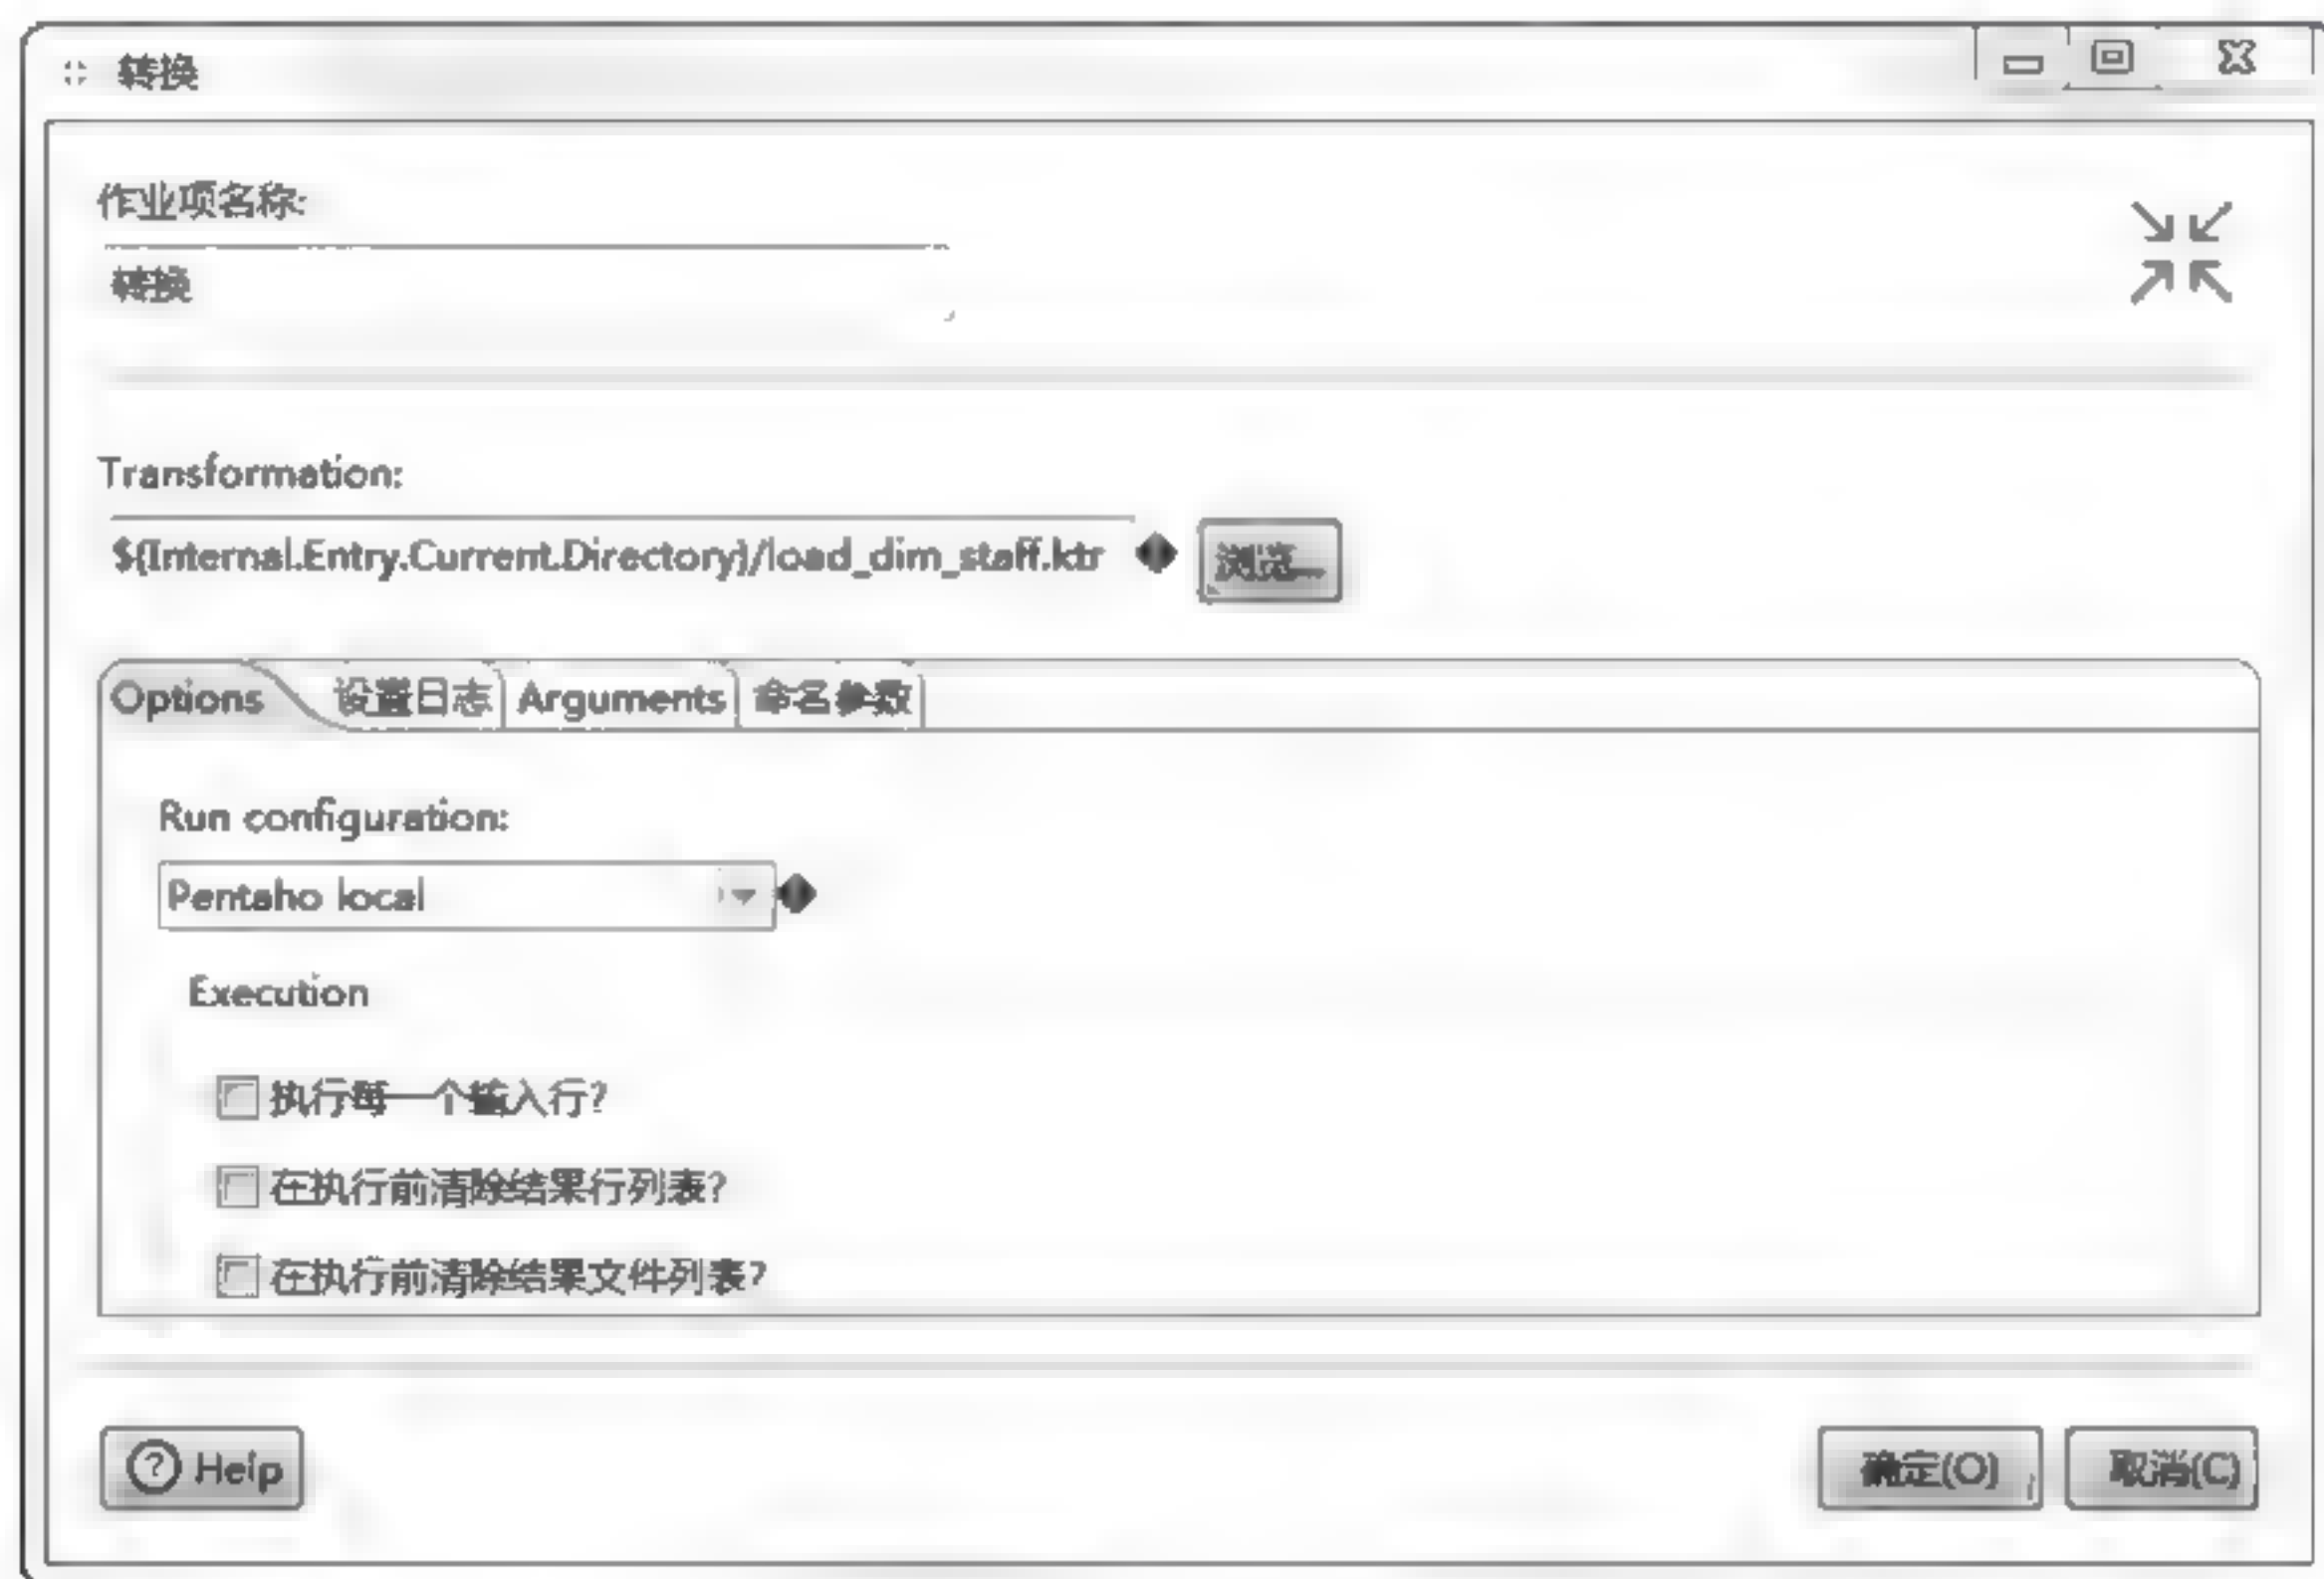 转换
作业项名称:
转换
Transformation:
${Internal.Entry.Current.Directory}/load_dim_staff.ktr 浏览...
Options 设置日志 Arguments 命名参数
Run configuration:
Pentaho local
Execution
执行每一个输入行?
在执行前清除结果行列表?
在执行前清除结果文件列表?
Help 确定(O) 取消(C)